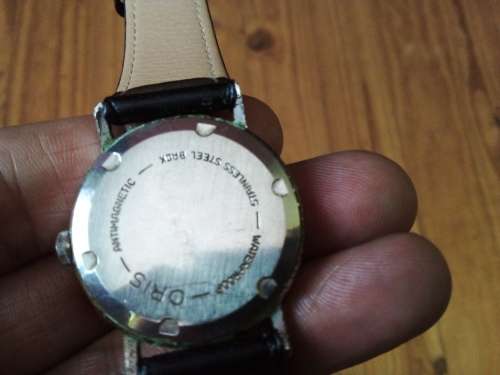 ORIS — ANTIMAGNETIC — STAINLESS STEEL BACK — WATERPROOF —